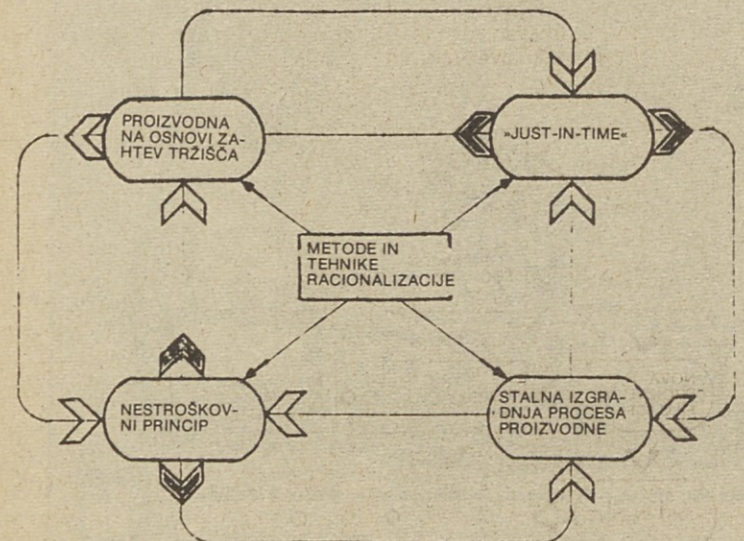 PROIZVODNA
NA OSNOVI ZA-
HTEV TRŽIŠČA
»JUST-IN-TIME«
METODE IN
TEHNIKE
RACIONALIZACIJE
NESTROŠKOV-
NI PRINCIP
STALNA IZGRA-
DNJA PROCESA
PROIZVODNE